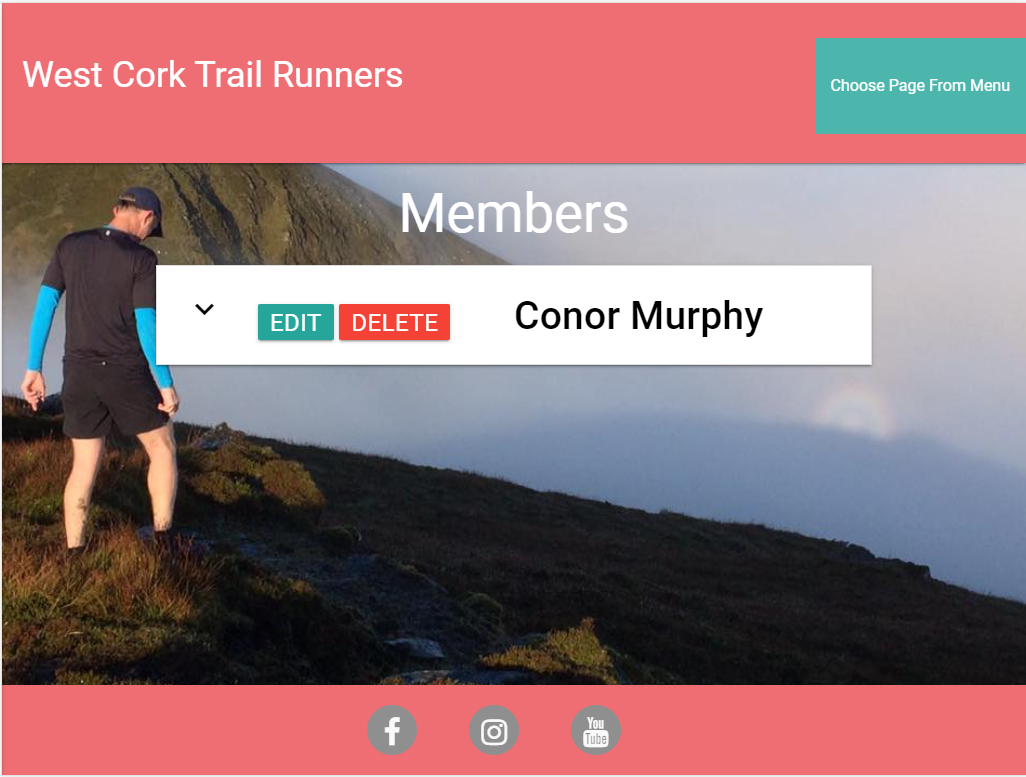 West Cork Trail Runners
Choose Page From Menu
Members
EDIT DELETE Conor Murphy
You
Tube